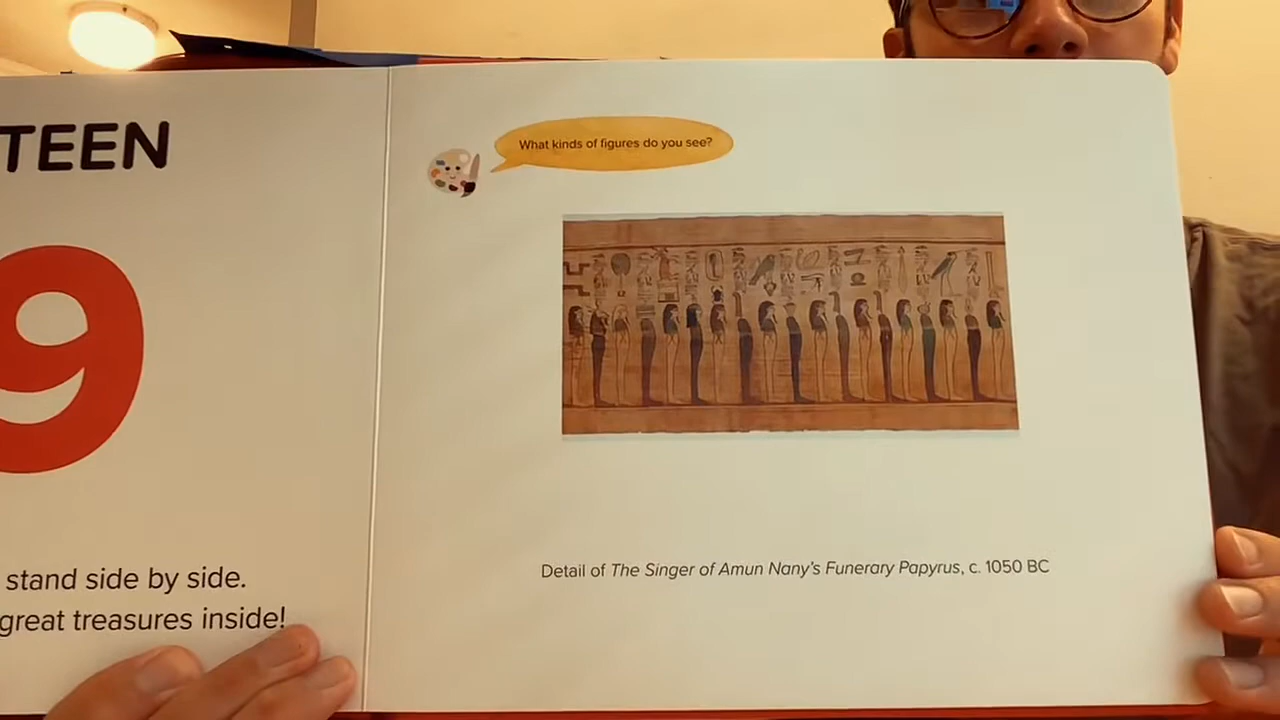 TEEN
9
stand side by side.
great treasures inside!
What kinds of figures do you see?
Detail of The Singer of Amun Nany's Funerary Papyrus, c. 1050 BC